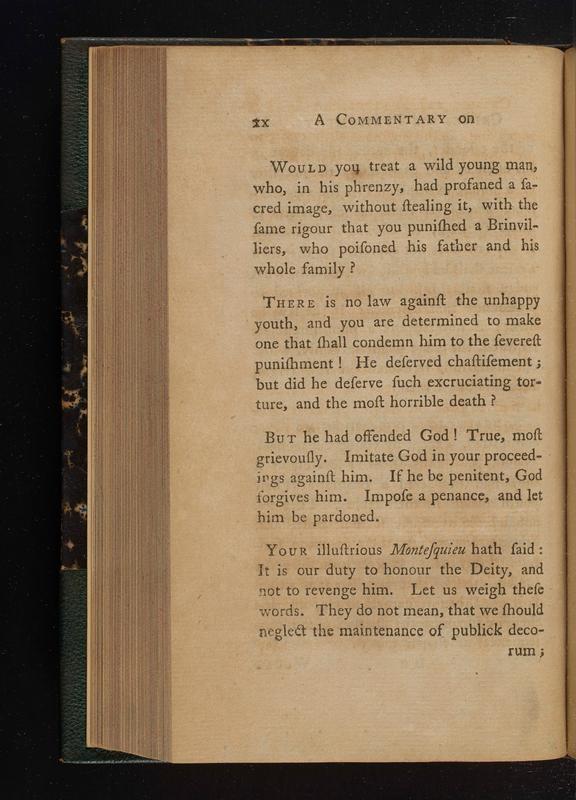 xx A COMMENTARY on
WOULD you treat a wild young man,
who, in his phrenzy, had profaned a ſa-
cred image, without ſtealing it, with the
ſame rigour that you puniſhed a Brinvil-
liers, who poiſoned his father and his
whole family ?
THERE is no law againſt the unhappy
youth, and you are determined to make
one that ſhall condemn him to the ſevereſt
puniſhment ! He deſerved chaſtiſement ;
but did he deſerve ſuch excruciating tor-
ture, and the moſt horrible death ?
BUT he had offended God ! True, moſt
grievouſly. Imitate God in your proceed-
ings againſt him. If he be penitent, God
forgives him. Impoſe a penance, and let
him be pardoned.
YOUR illuſtrious Monteſquieu hath ſaid :
It is our duty to honour the Deity, and
not to revenge him. Let us weigh theſe
words. They do not mean, that we ſhould
neglect the maintenance of publick deco-
rum ;